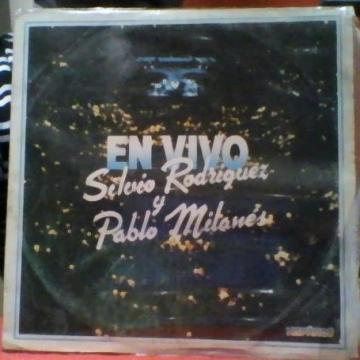 EN VIVO
Silvio Rodríguez
y
Pablo Milanés